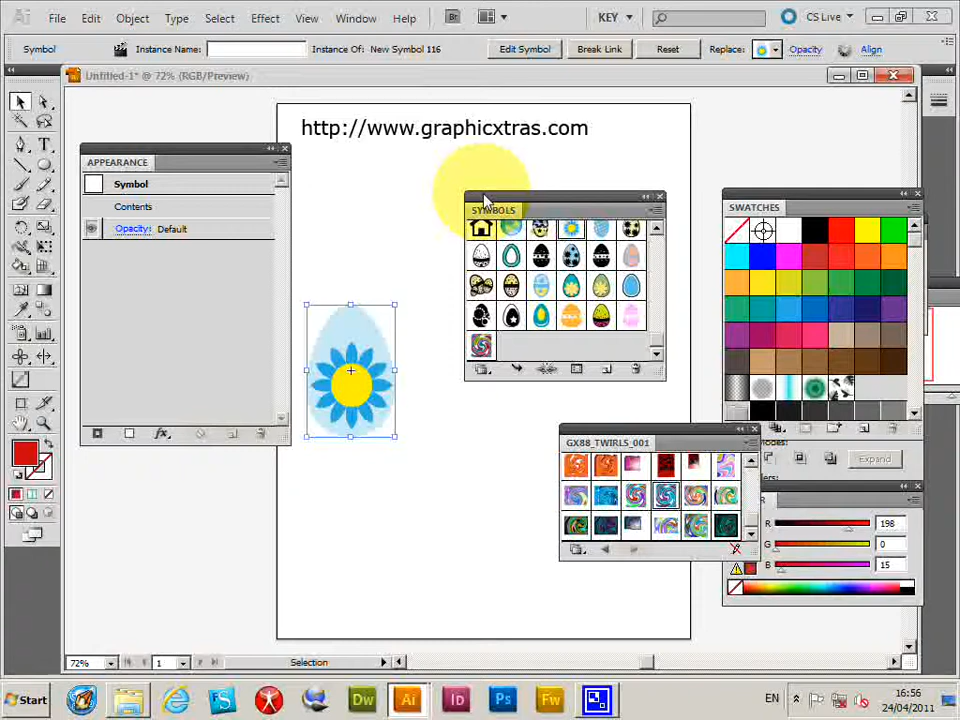 Ai File Edit Object Type Select Effect View Window Help Br KEY CS Live
Symbol Instance Name: Instance Of: New Symbol 116 Edit Symbol Break Link Reset Replace: Opacity Align
Untitled-1* @ 72% (RGB/Preview)
http://www.graphicxtras.com
APPEARANCE
Symbol
Contents
Opacity: Default
SYMBOLS
SWATCHES
GX88_TWIRLS_001
Modes:
Expand
R
R 198
G 0
B 15
72% 1 Selection
Start Dw Ai Id Ps Fw EN 16:56
24/04/2011